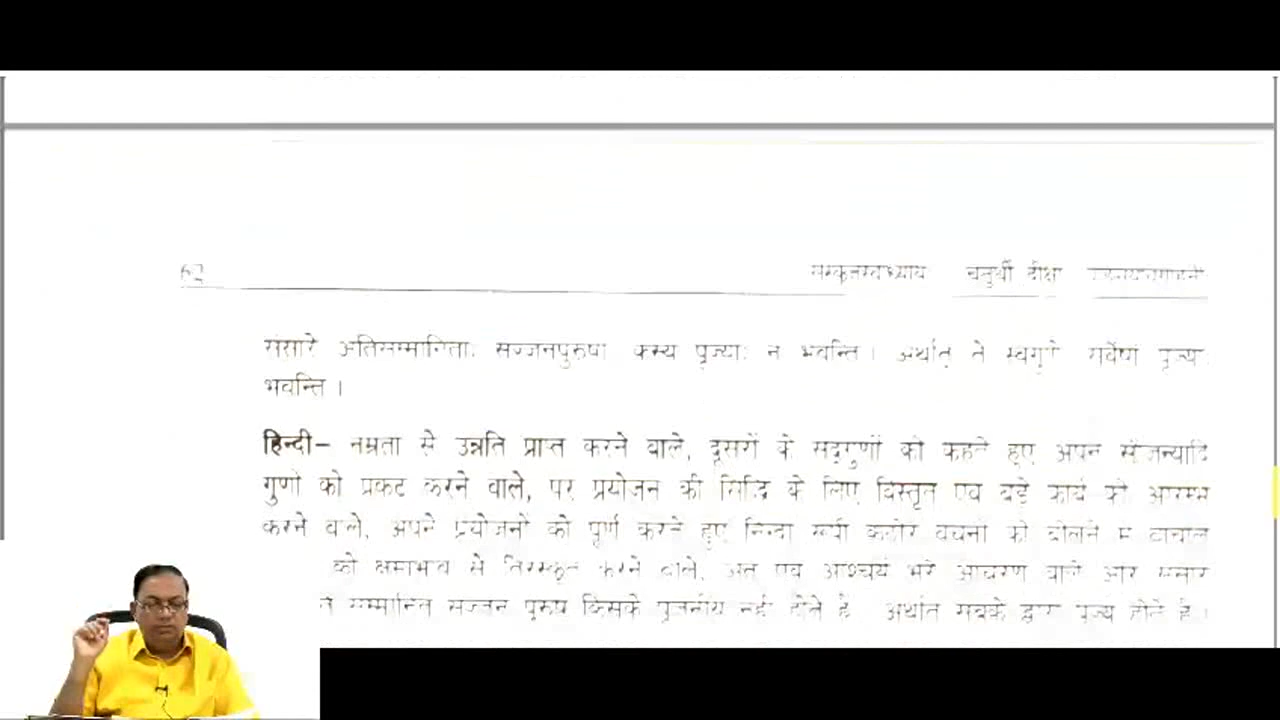 62 संस्कृतस्वाध्यायः चतुर्थी दीक्षा
संसारे अतिसम्मानिताः सज्जनपुरुषाः कस्य पूज्याः न भवन्ति। अर्थात् ते स्वगुणैः सर्वेषां पूज्याः
भवन्ति।
हिन्दी– नम्रता से उन्नति प्राप्त करने वाले, दूसरों के सद्गुणों को कहते हुए अपने सौजन्यादि
गुणों को प्रकट करने वाले, पर प्रयोजन की सिद्धि के लिए विस्तृत एवं बड़े कार्य को आरम्भ
करने वाले, अपने प्रयोजनों को पूर्ण करते हुए निन्दा रूपी कठोर वचनों को बोलने में वाचाल
को क्षमाभाव से तिरस्कृत करने वाले, अत एव आश्चर्य भरे आचरण वाले और संसार
सम्मानित सज्जन पुरुष किसके पूजनीय नहीं होते हैं अर्थात् सबके द्वारा पूज्य होते हैं।